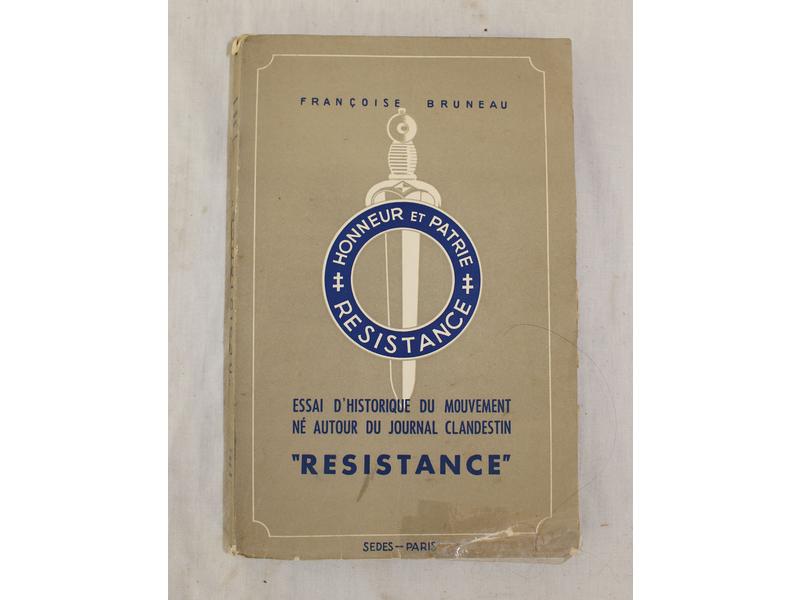 FRANÇOISE BRUNEAU
HONNEUR ET PATRIE
RESISTANCE
ESSAI D'HISTORIQUE DU MOUVEMENT
NÉ AUTOUR DU JOURNAL CLANDESTIN
"RESISTANCE"
SEDES—PARIS